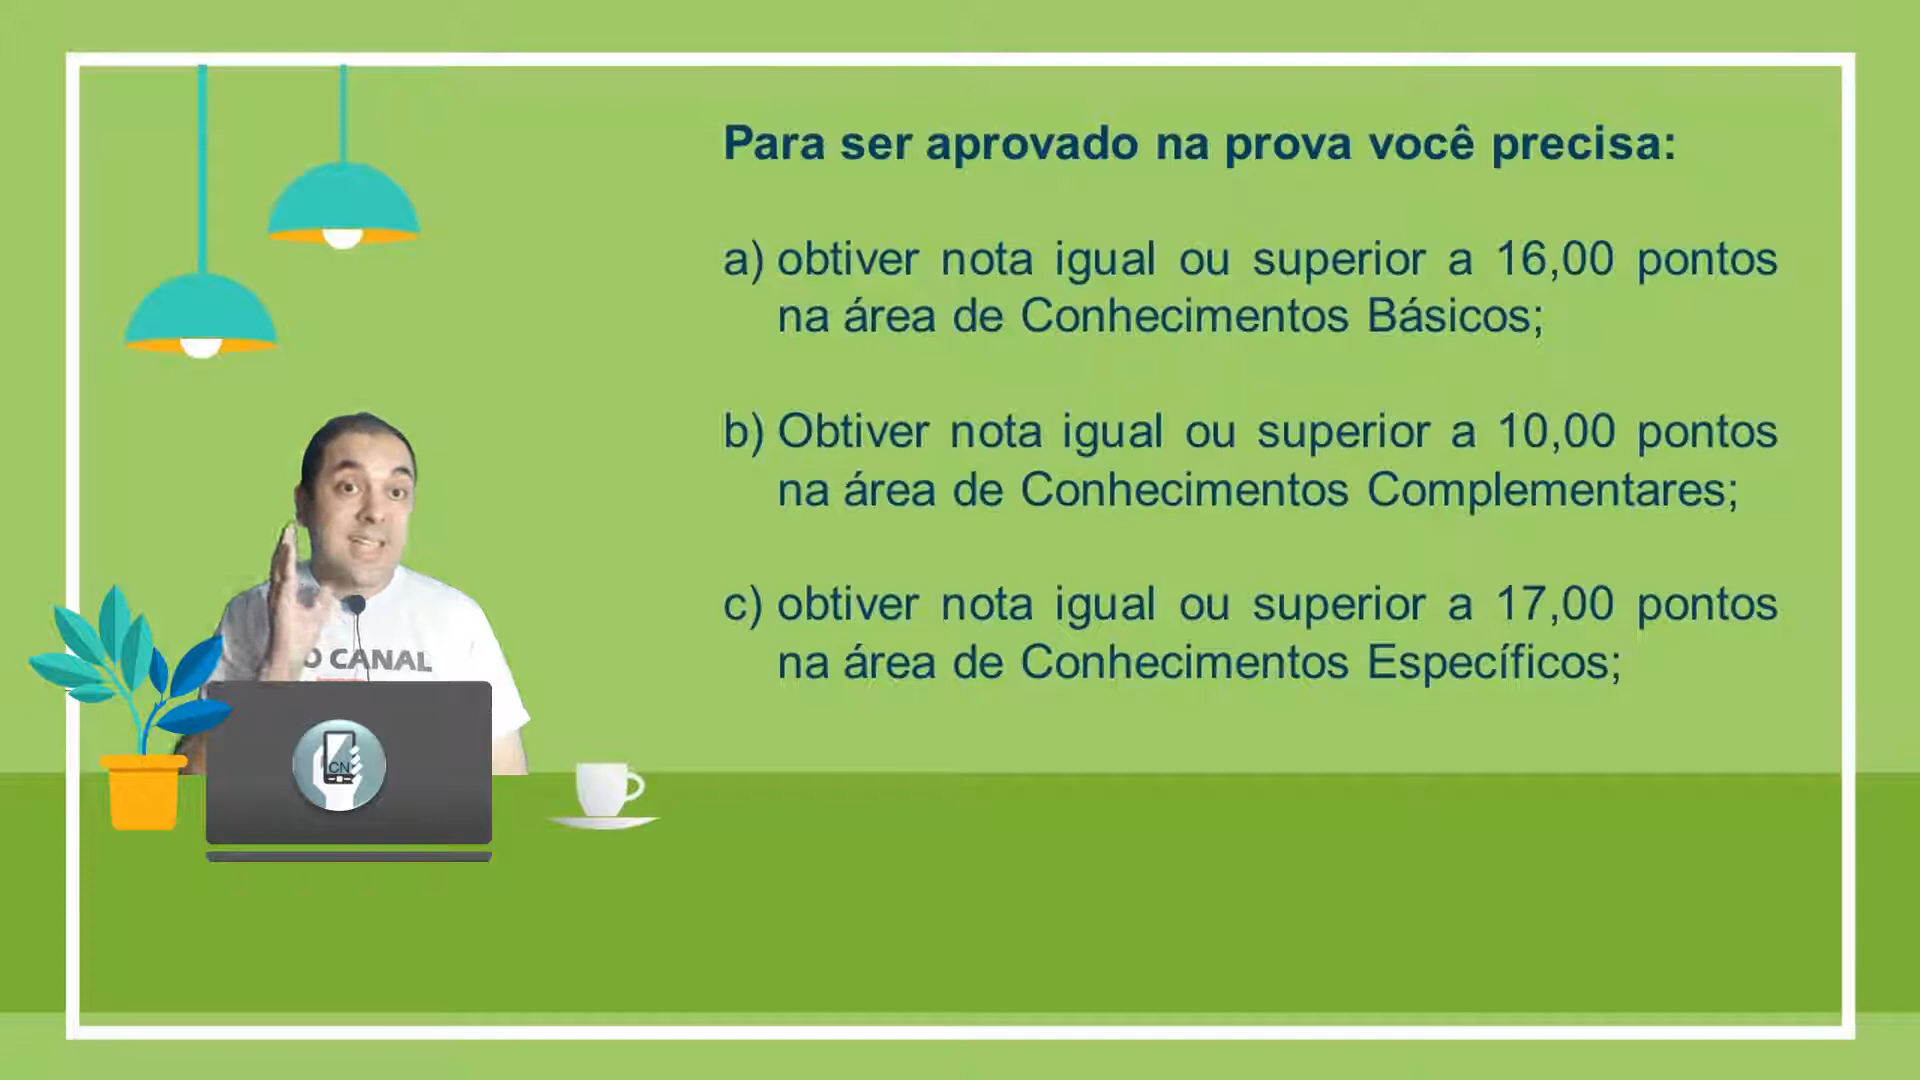 Para ser aprovado na prova você precisa:
a) obtiver nota igual ou superior a 16,00 pontos
na área de Conhecimentos Básicos;
b) Obtiver nota igual ou superior a 10,00 pontos
na área de Conhecimentos Complementares;
c) obtiver nota igual ou superior a 17,00 pontos
na área de Conhecimentos Específicos;
O CANAL
CN